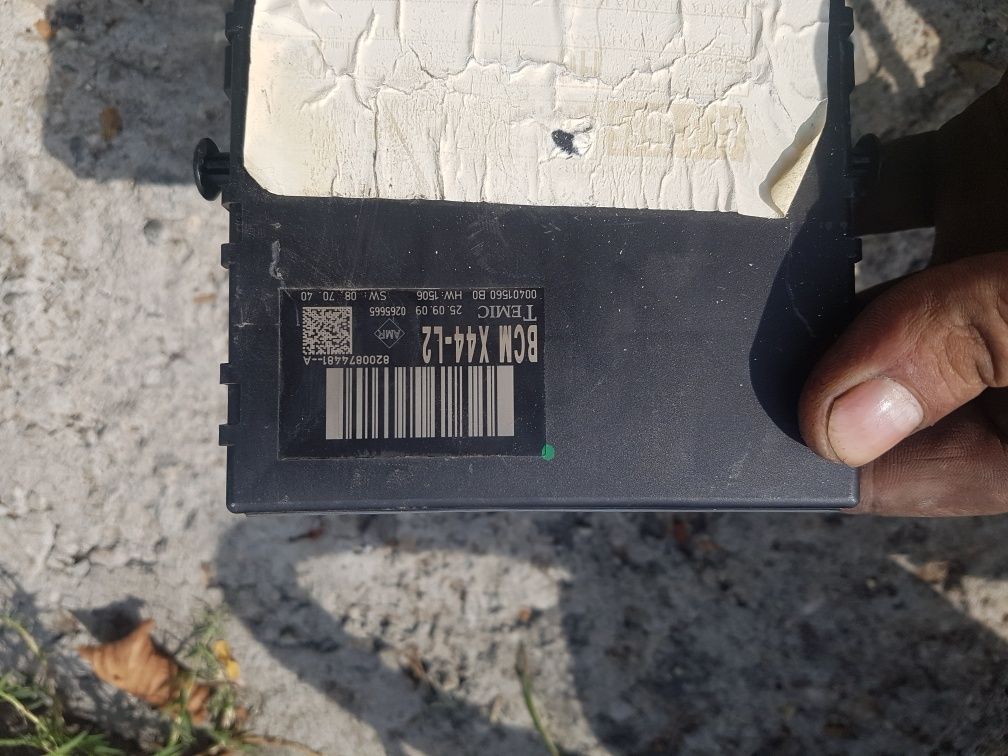 8200874481--A
BCM X44-L2
AMR
TEMIC 25.09.09 0265665
00401560 B0 HW:1506 SW: 08.70.40